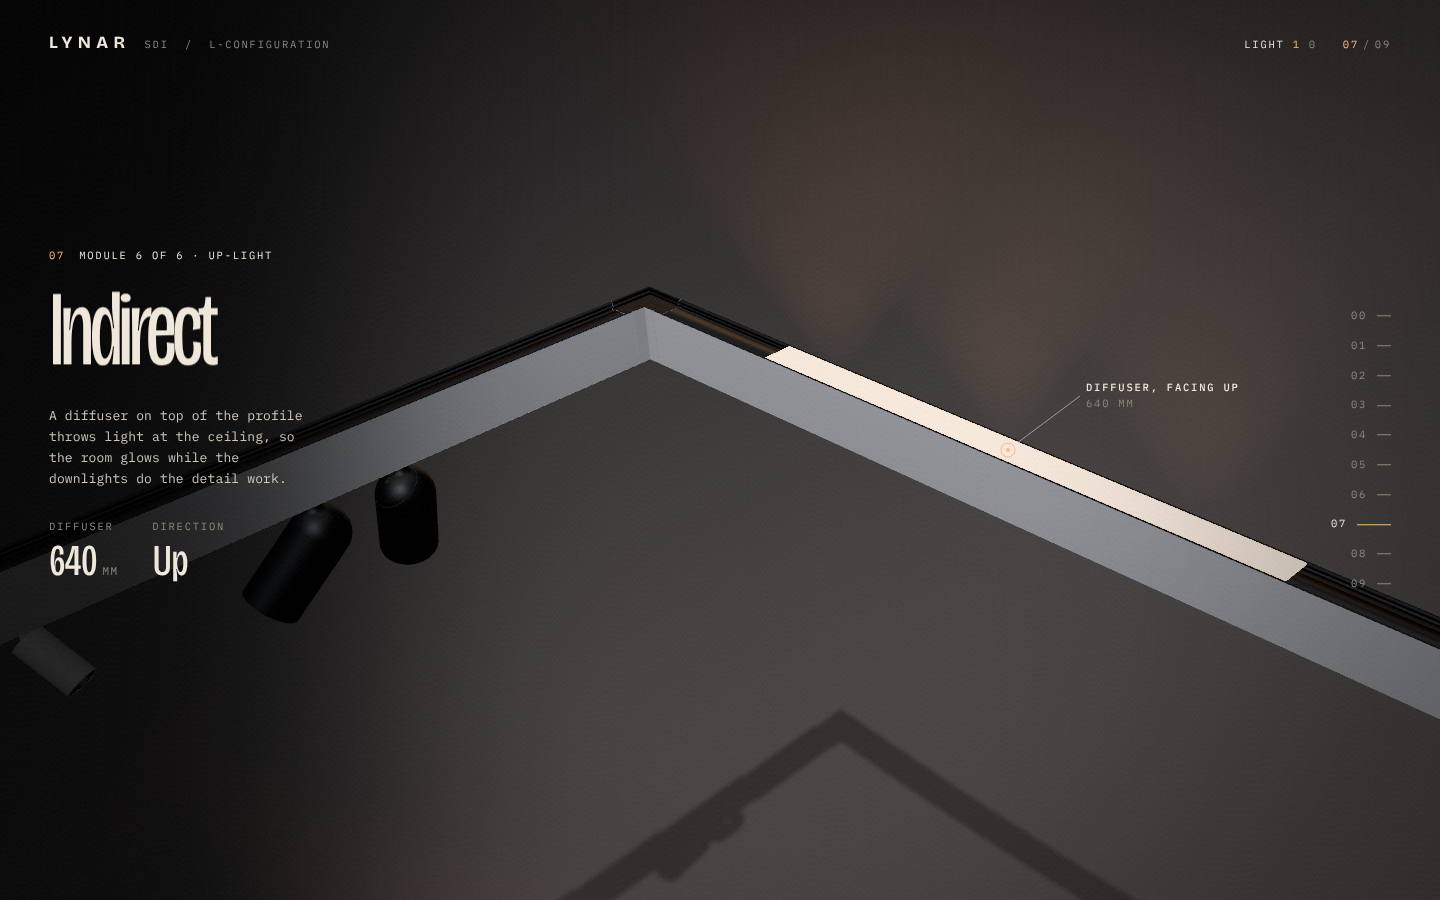 LYNAR SDI / L-CONFIGURATION
LIGHT 1 0 07 / 09
07 MODULE 6 OF 6 · UP-LIGHT
Indirect
A diffuser on top of the profile
throws light at the ceiling, so
the room glows while the
downlights do the detail work.
DIFFUSER DIRECTION
640 MM Up
DIFFUSER, FACING UP
640 MM
00
01
02
03
04
05
06
07
08
09